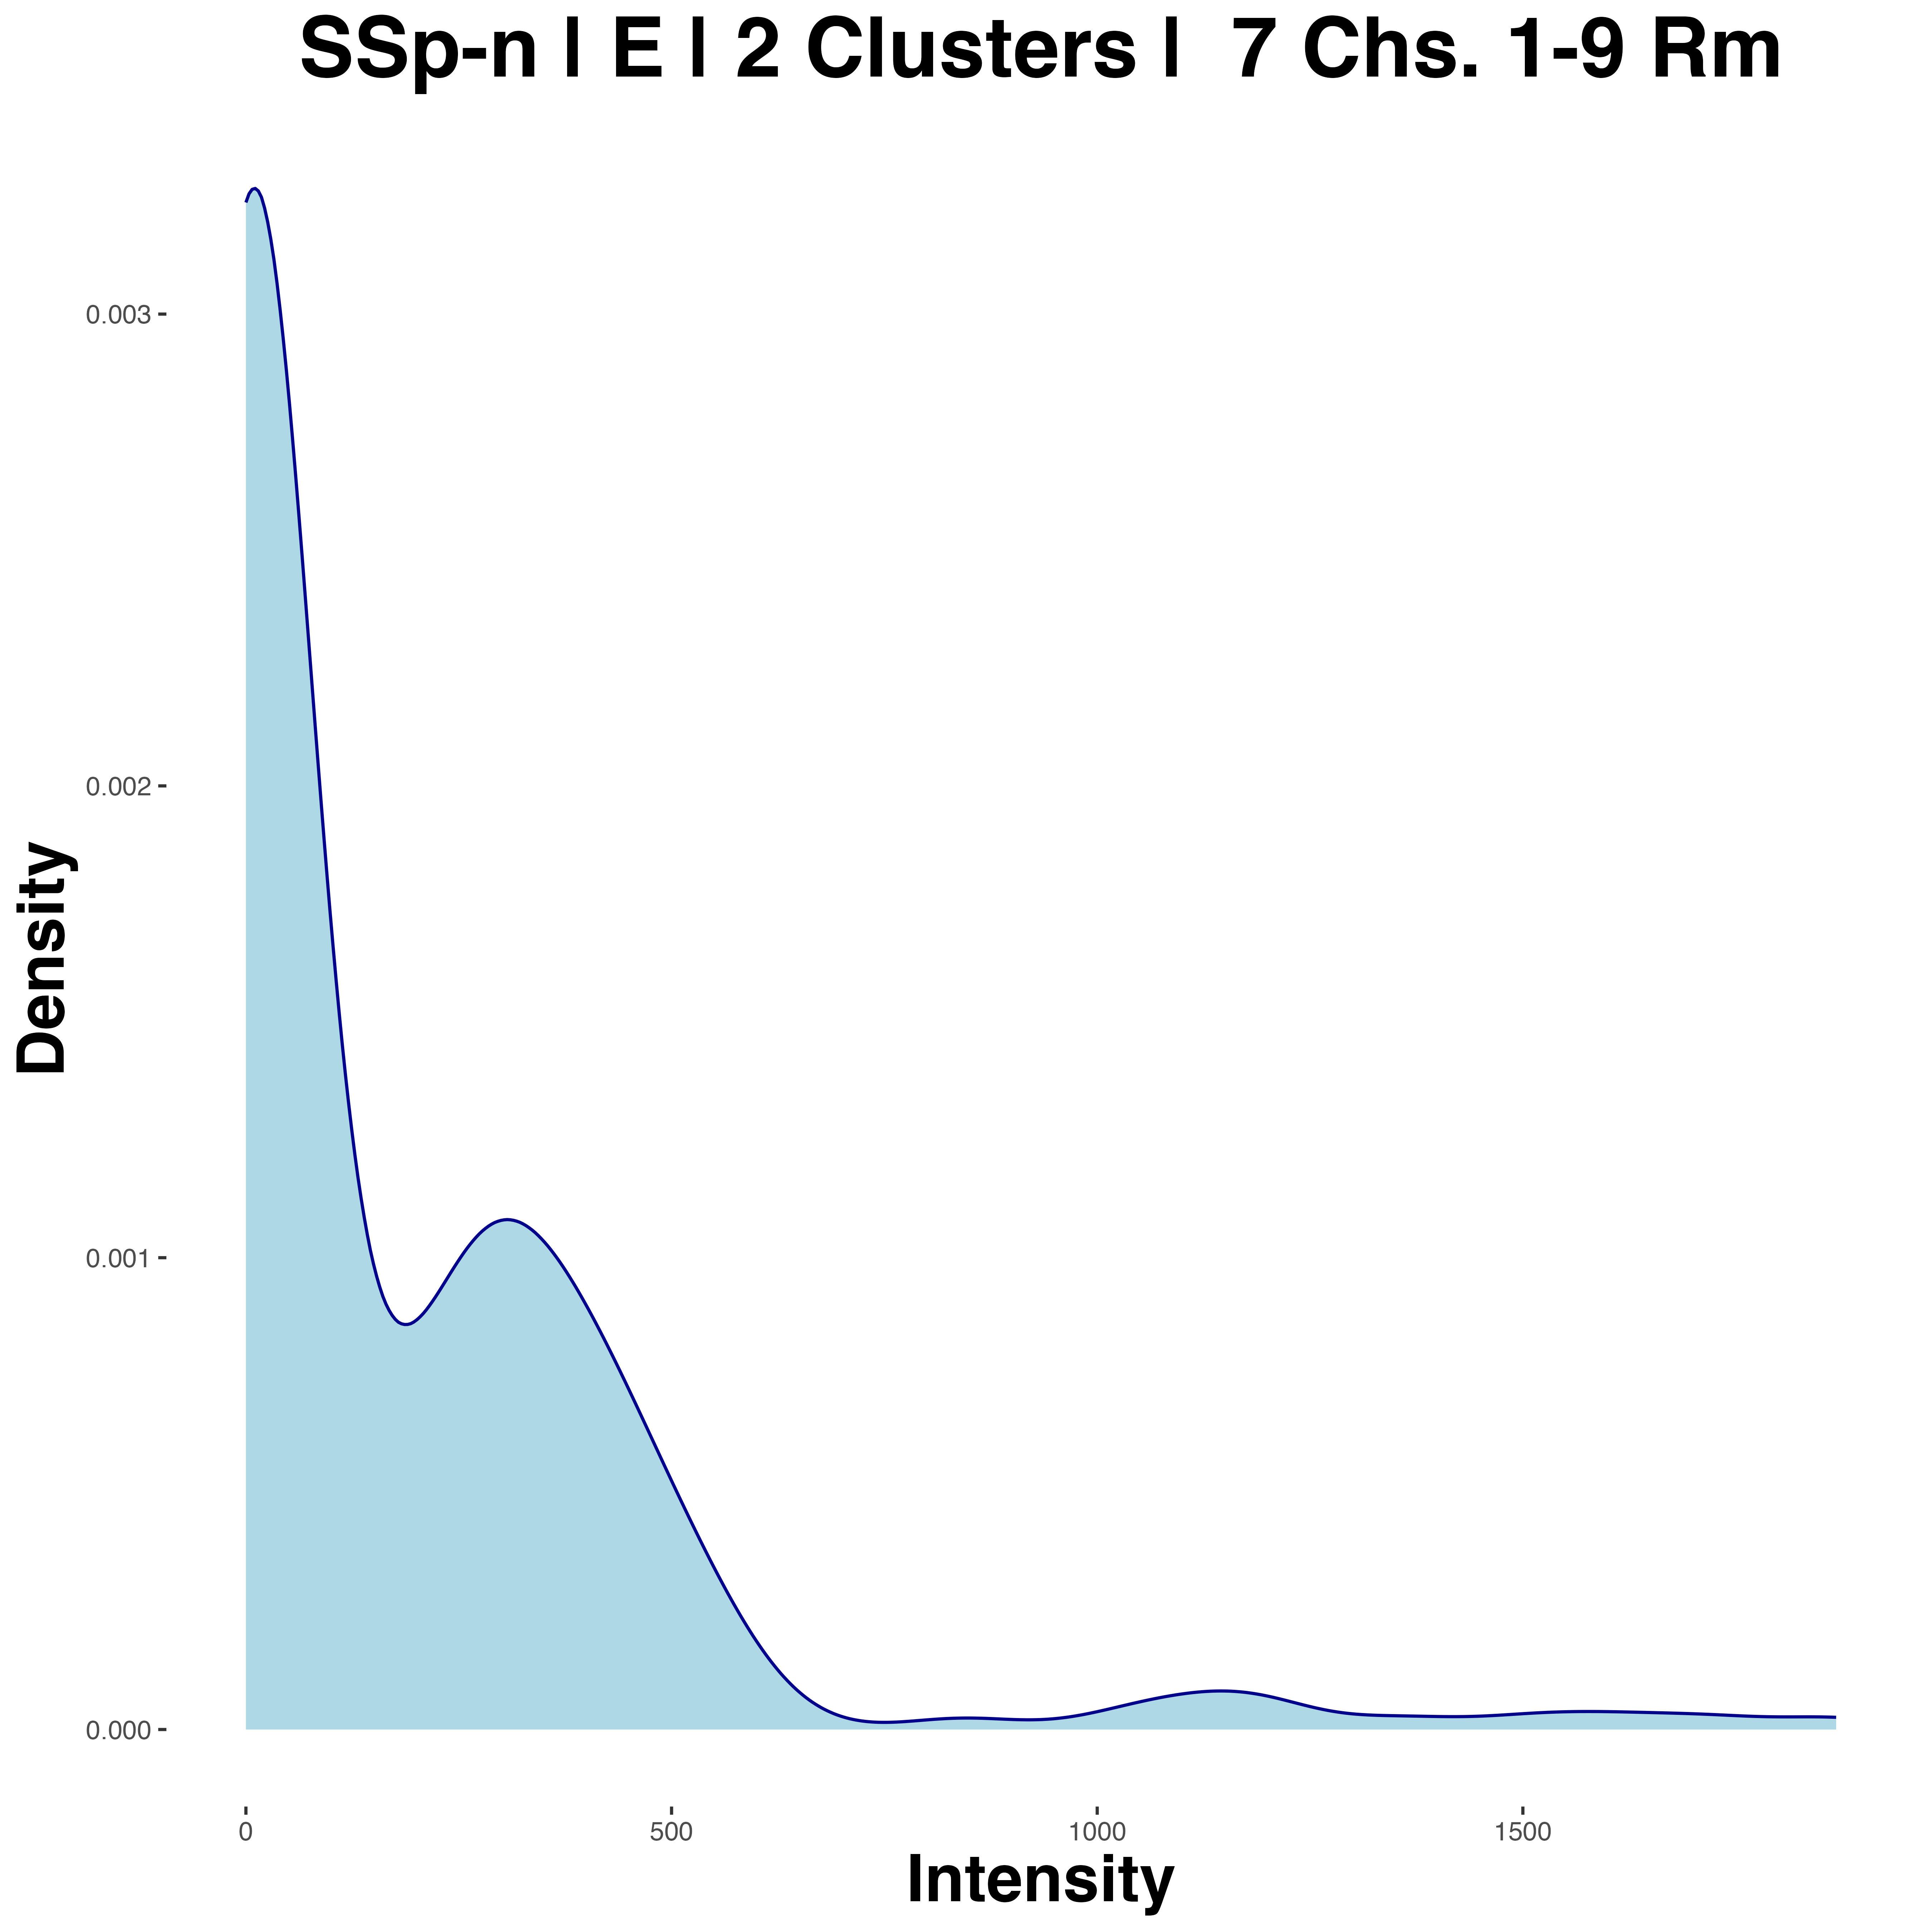 SSp-n | E | 2 Clusters | 7 Chs. 1-9 Rm
0.003
0.002
0.001
0.000
Density
0 500 1000 1500
Intensity